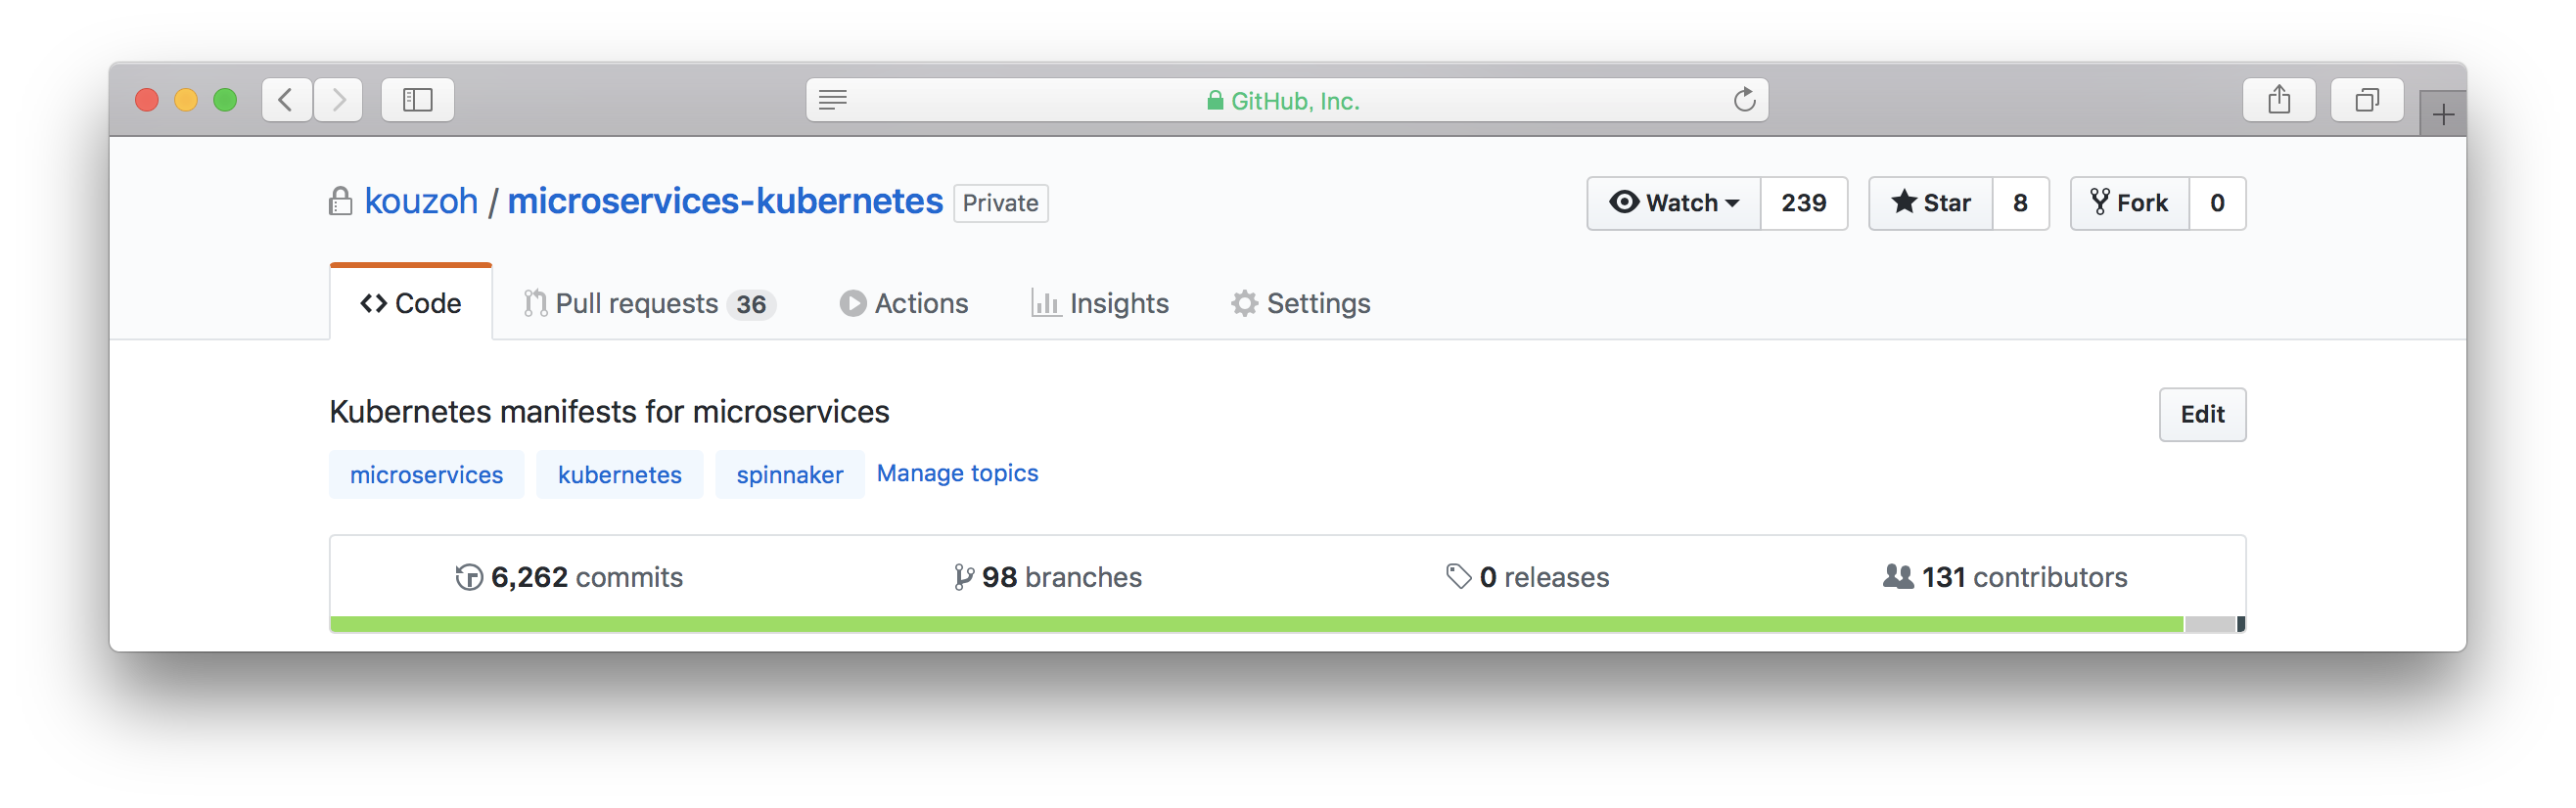 GitHub, Inc.
kouzoh / microservices-kubernetes Private
Watch 239 Star 8 Fork 0
Code Pull requests 36 Actions Insights Settings
Kubernetes manifests for microservices
Edit
microservices kubernetes spinnaker Manage topics
6,262 commits 98 branches 0 releases 131 contributors